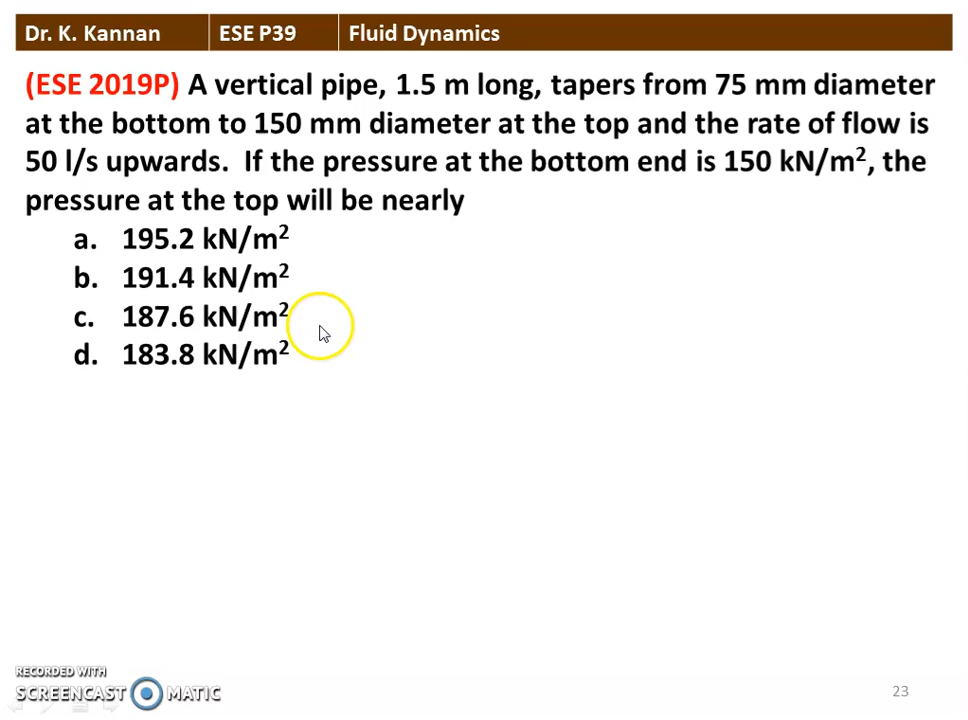 Dr. K. Kannan ESE P39 Fluid Dynamics
(ESE 2019P) A vertical pipe, 1.5 m long, tapers from 75 mm diameter
at the bottom to 150 mm diameter at the top and the rate of flow is
50 l/s upwards. If the pressure at the bottom end is 150 kN/m², the
pressure at the top will be nearly
a. 195.2 kN/m²
b. 191.4 kN/m²
c. 187.6 kN/m²
d. 183.8 kN/m²
RECORDED WITH
SCREENCAST MATIC
23